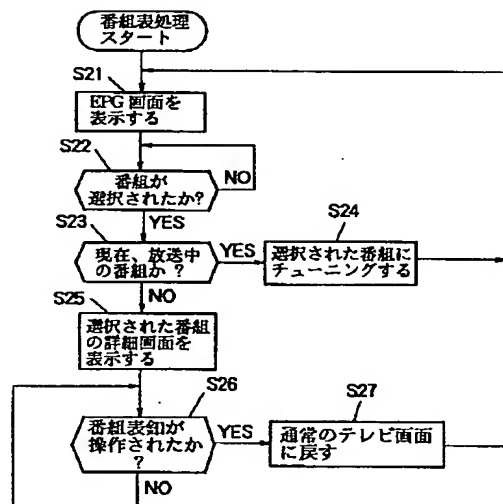 番組表処理
スタート
S21
EPG 画面を
表示する
S22
番組が
選択されたか?
NO
YES
S23
現在、放送中
の番組か ?
YES
S24
選択された番組に
チューニングする
NO
S25
選択された番組
の詳細画面を
表示する
S26
番組表釦が
操作されたか
?
YES
S27
通常のテレビ画面
に戻す
NO